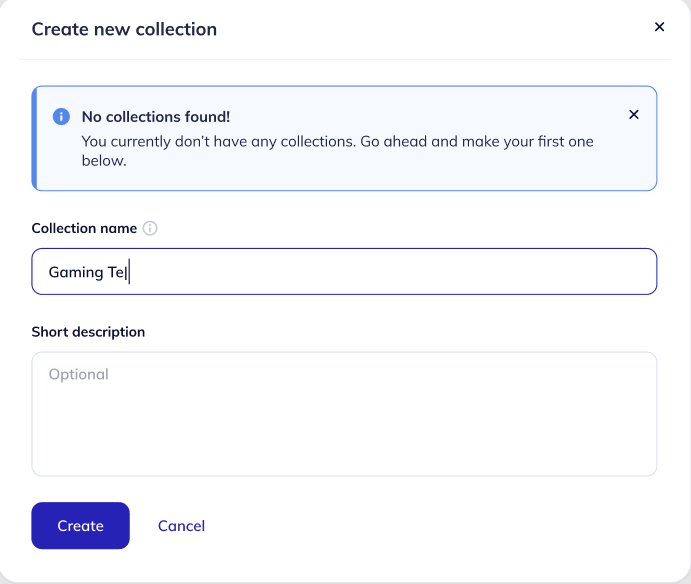 Create new collection
No collections found!
You currently don't have any collections. Go ahead and make your first one
below.
Collection name
Gaming Te
Short description
Optional
Create
Cancel